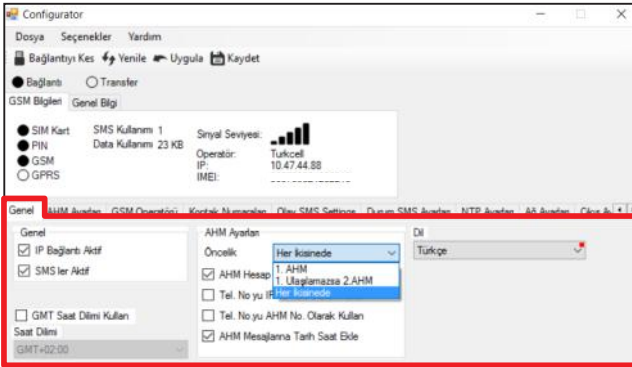 Configurator
Dosya Seçenekler Yardım
Bağlantıyı Kes Yenile Uygula Kaydet
Bağlantı Transfer
GSM Bilgileri Genel Bilgi
SIM Kart SMS Kullanımı 1 Sinyal Seviyesi:
PIN Data Kullanımı 23 KB
GSM Operatör: Turkcell
GPRS IP: 10.47.44.88
IMEI:
Genel AHM Ayarları GSM Operatörü Kontak Numaraları Olay SMS Settings Durum SMS Ayarları NTP Ayarları Ağ Ayarları Çıkış A
Genel AHM Ayarları Dil
IP Bağlantı Aktif Öncelik Her ikisinede Türkçe
SMS ler Aktif AHM Hesap
1. AHM
1. Ulaşılamazsa 2.AHM
Her ikisinede
Tel. No yu IP
GMT Saat Dilimi Kullan Tel. No.yu AHM No. Olarak Kullan
Saat Dilimi AHM Mesajlarına Tarih Saat Ekle
GMT+02:00